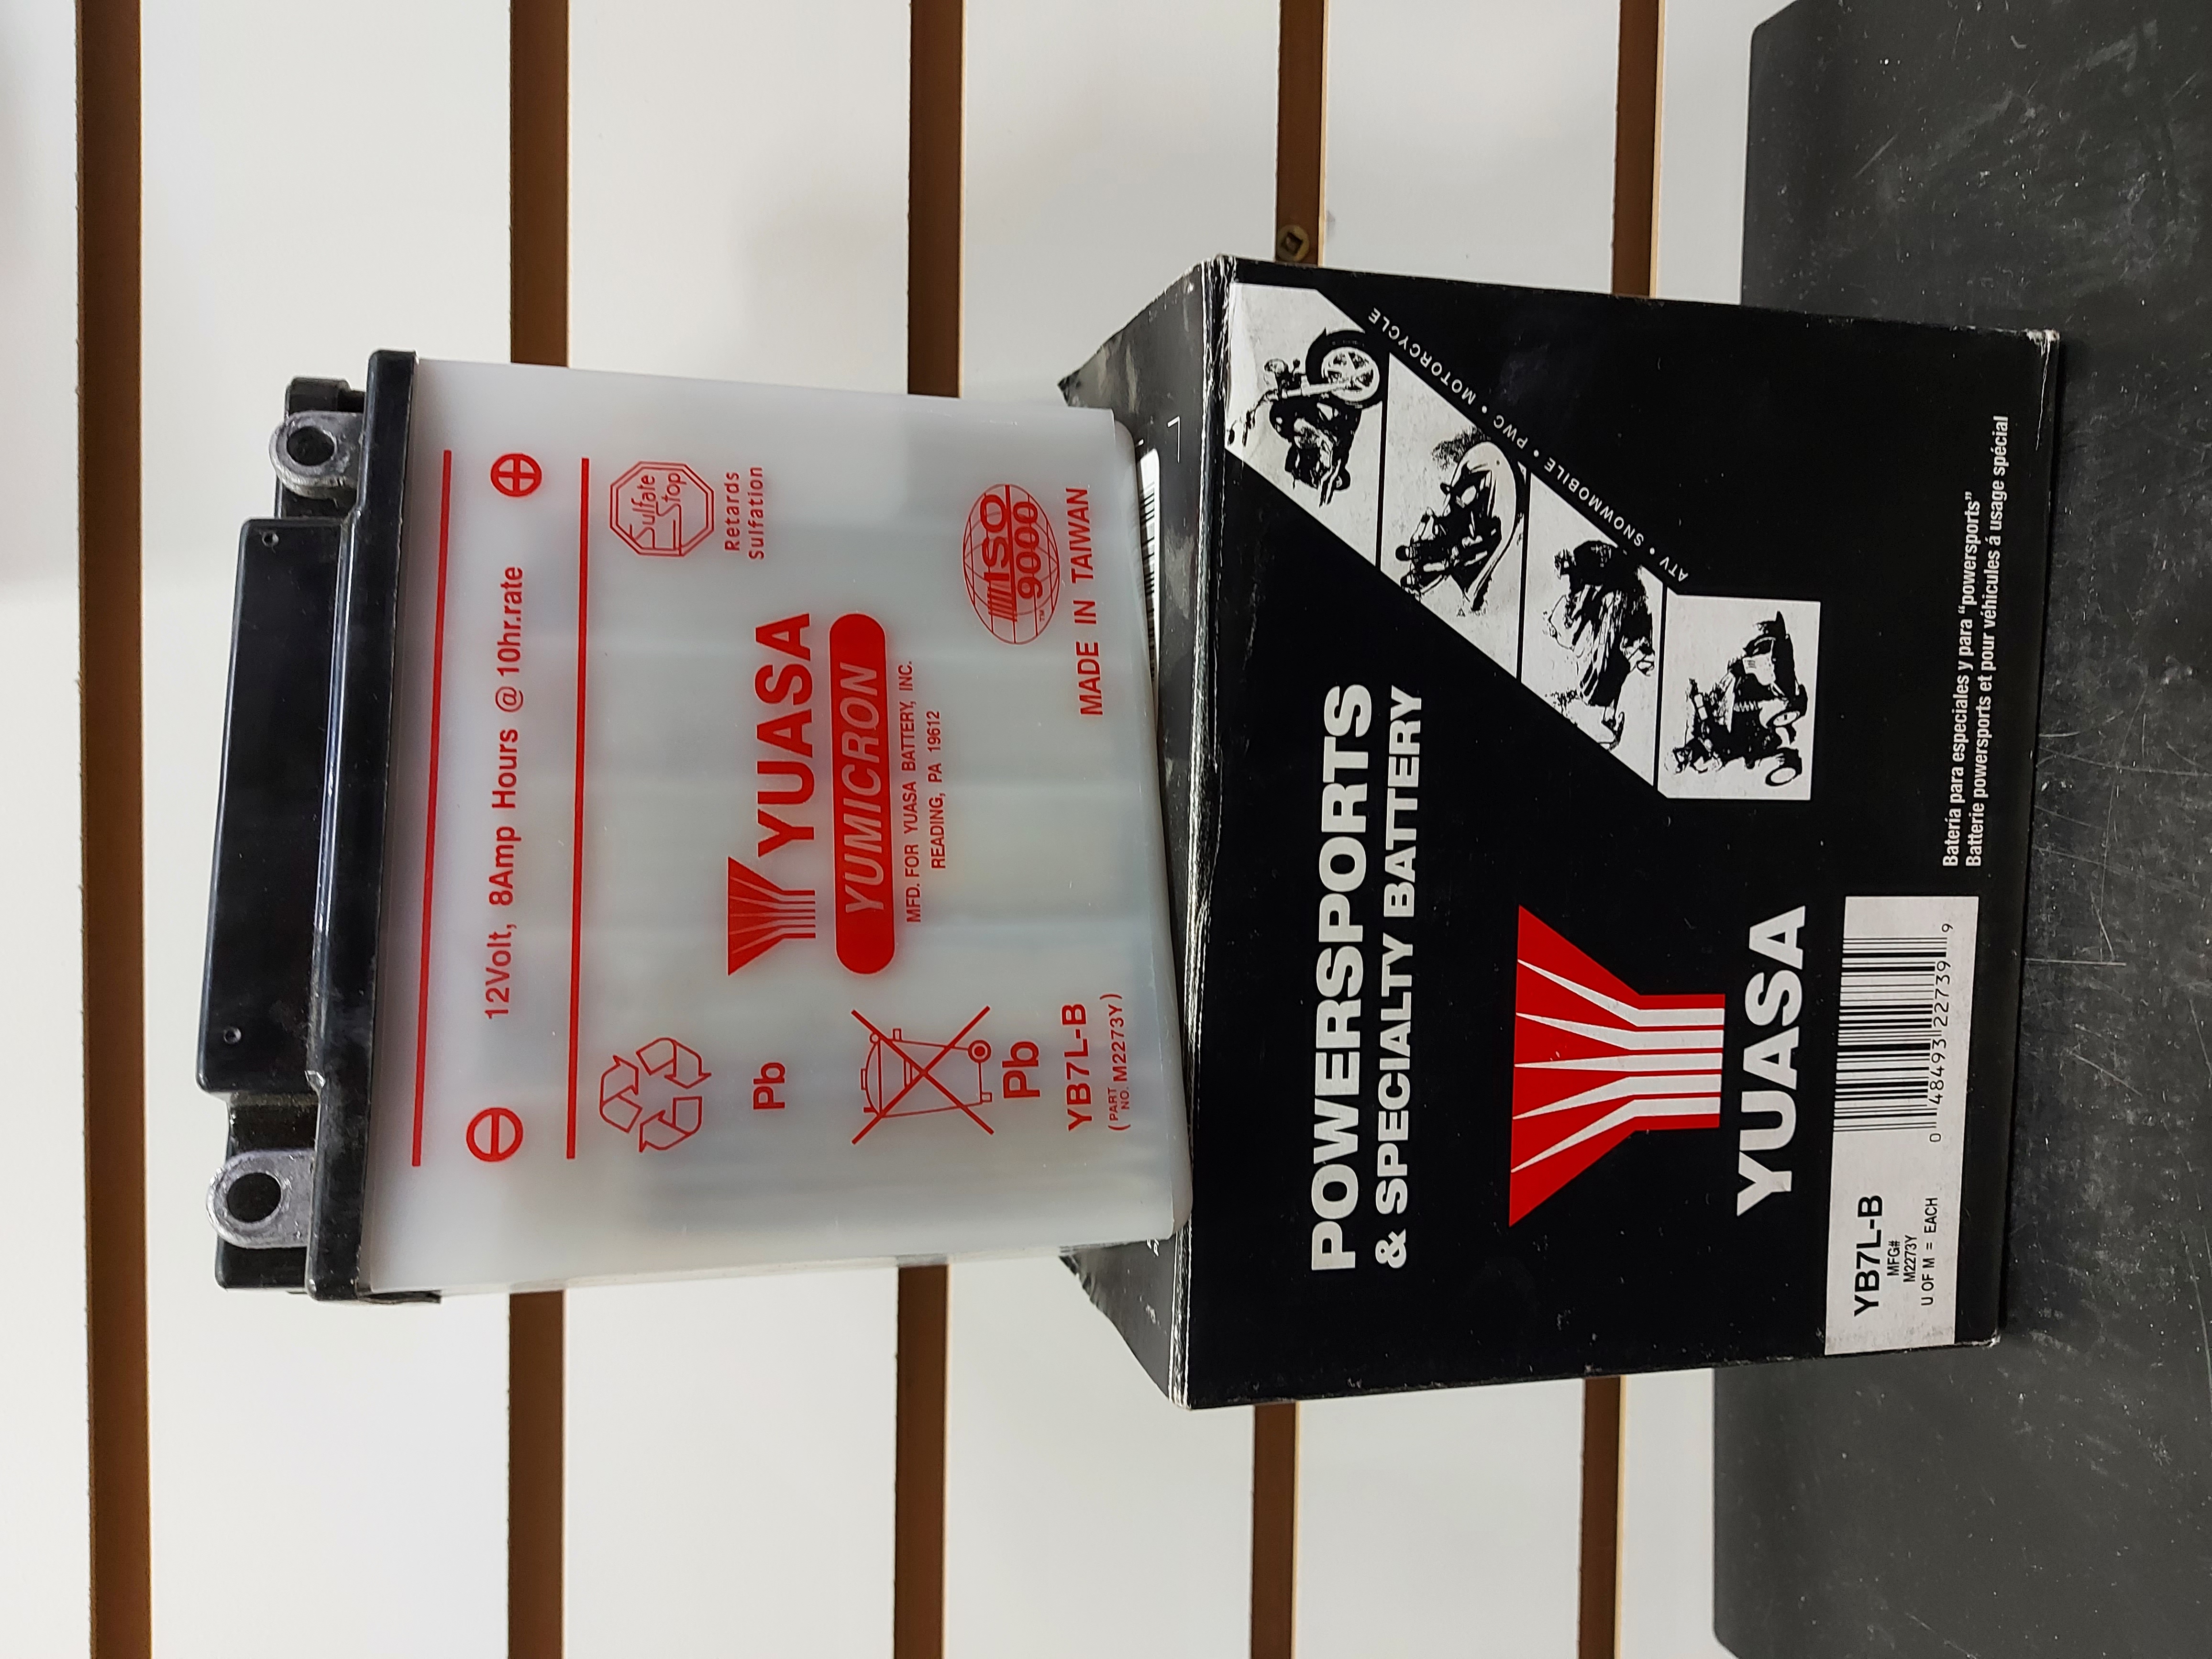 12Volt, 8Amp Hours @ 10hr.rate
Sulfate
Stop
Retards
Sulfation
Pb
YUASA
YUMICRON
MFD. FOR YUASA BATTERY, INC.
READING, PA 19612
Pb
YB7L-B
(PART NO. M2273Y)
ISO
9000
TM
MADE IN TAIWAN
POWERSPORTS
& SPECIALTY BATTERY
ATV • SNOWMOBILE • PWC • MOTORCYCLE
YUASA
YB7L-B
MFG#
M2273Y
U OF M = EACH
0 48493 22739 9
Batería para especiales y para "powersports"
Batterie powersports et pour véhicules á usage spécial